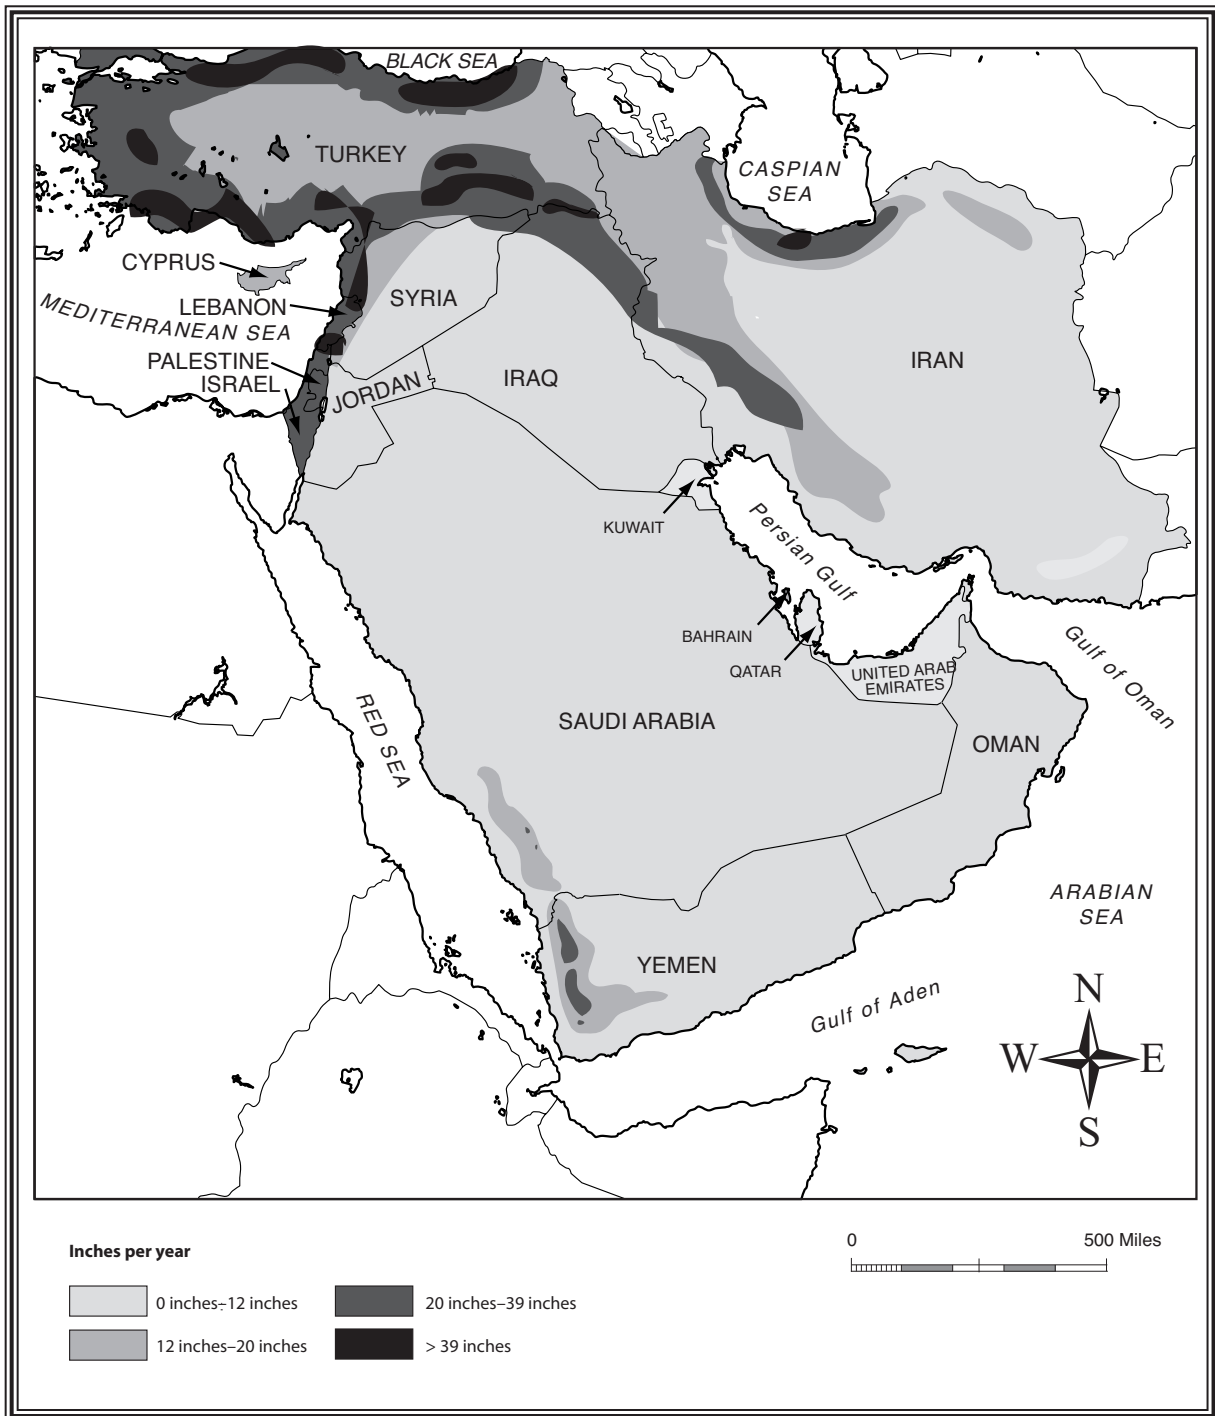 BLACK SEA
TURKEY
CASPIAN
SEA
CYPRUS
LEBANON
SYRIA
MEDITERRANEAN SEA
PALESTINE
ISRAEL
JORDAN
IRAQ
IRAN
KUWAIT
Persian Gulf
BAHRAIN
QATAR
UNITED ARAB
EMIRATES
Gulf of Oman
RED SEA
SAUDI ARABIA
OMAN
ARABIAN
SEA
YEMEN
Gulf of Aden
N
W E
S
Inches per year
0 500 Miles
0 inches÷12 inches
20 inches–39 inches
12 inches–20 inches
> 39 inches